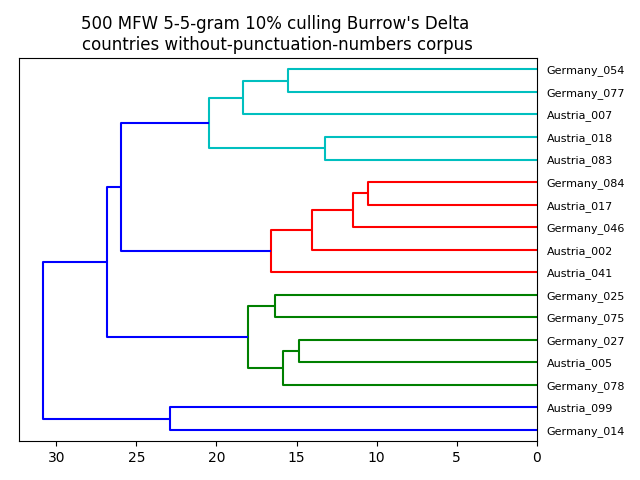 500 MFW 5-5-gram 10% culling Burrow's Delta
countries without-punctuation-numbers corpus
Germany_054
Germany_077
Austria_007
Austria_018
Austria_083
Germany_084
Austria_017
Germany_046
Austria_002
Austria_041
Germany_025
Germany_075
Germany_027
Austria_005
Germany_078
Austria_099
Germany_014
30 25 20 15 10 5 0